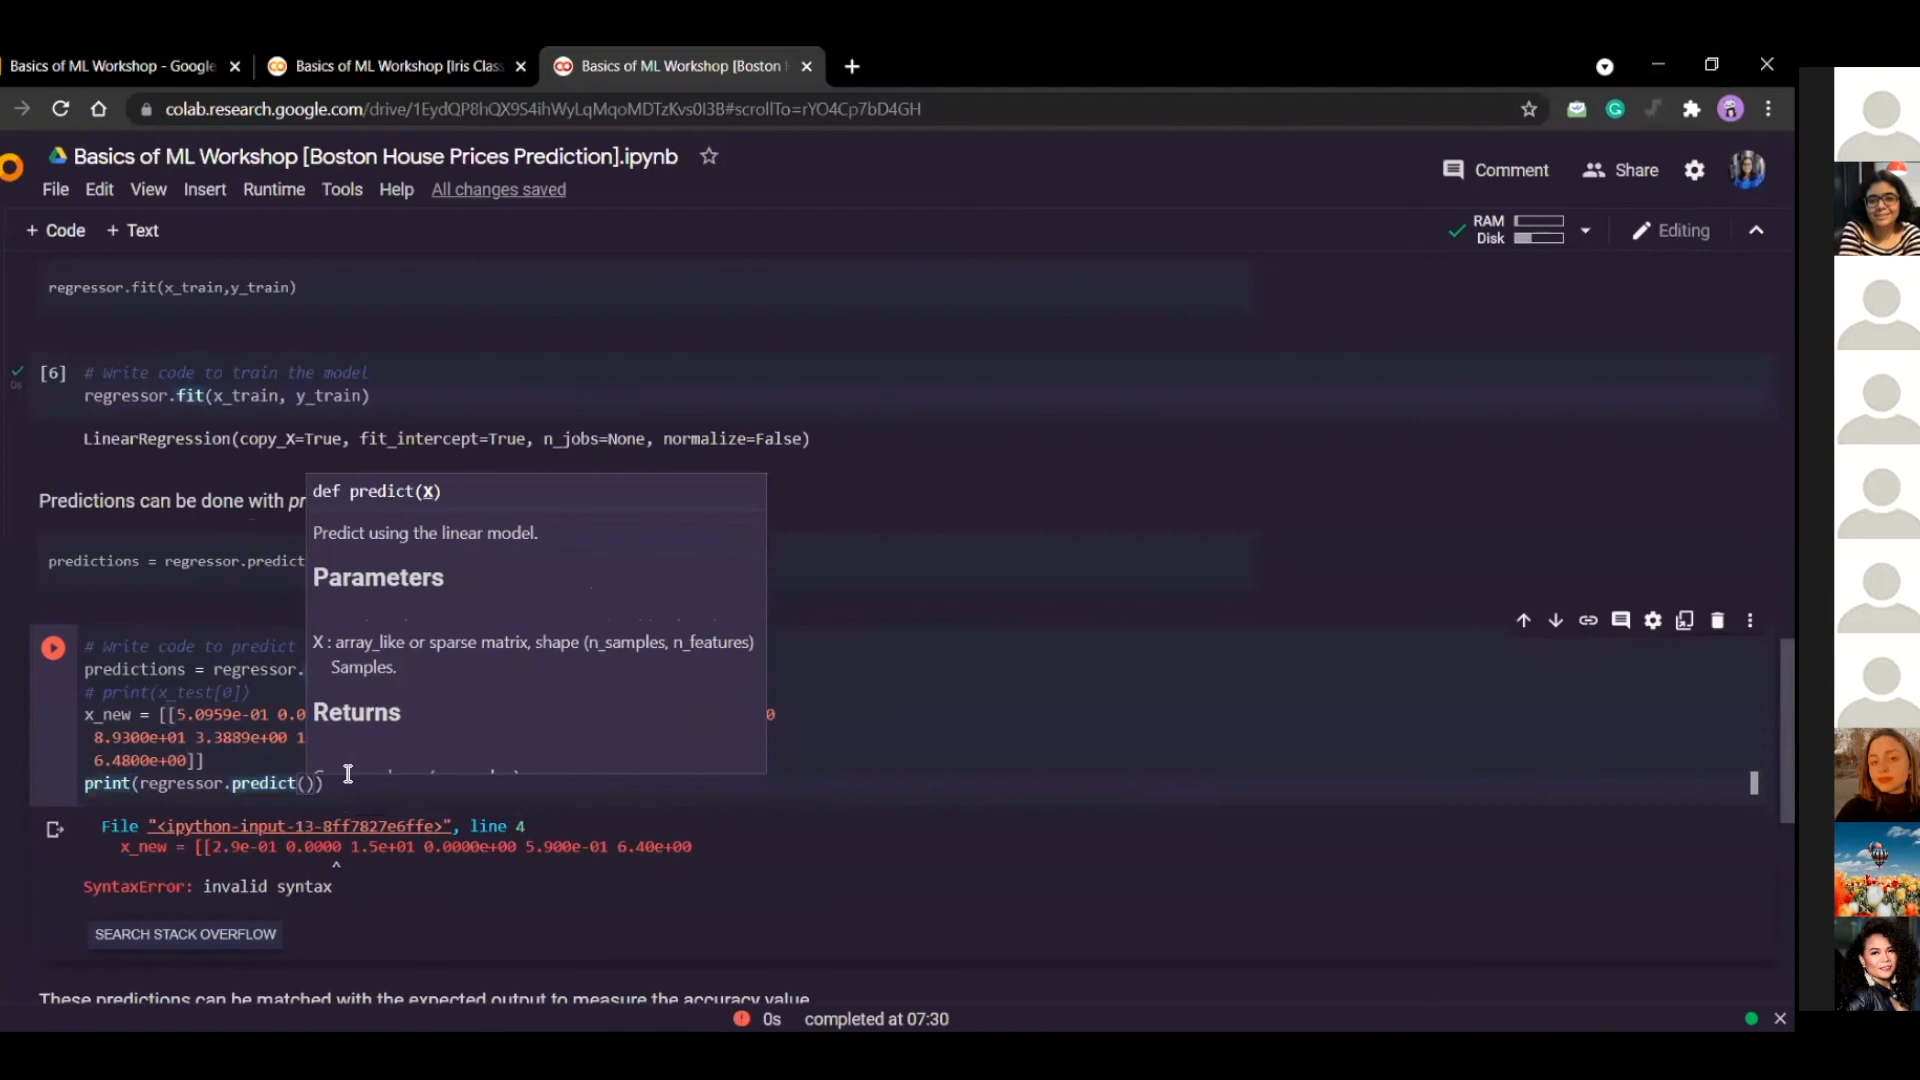 Basics of ML Workshop - Google
Basics of ML Workshop [Iris Clas
Basics of ML Workshop [Boston
colab.research.google.com/drive/1EydQP8hQX9S4ihWyLqMqoMDTzKvs0I3B#scrollTo=rYO4Cp7bD4GH
Basics of ML Workshop [Boston House Prices Prediction].ipynb
Comment
Share
File Edit View Insert Runtime Tools Help All changes saved
+ Code + Text
RAM
Disk
Editing
regressor.fit(x_train,y_train)
[6]
0s
# Write code to train the model
regressor.fit(x_train, y_train)
LinearRegression(copy_X=True, fit_intercept=True, n_jobs=None, normalize=False)
Predictions can be done with pr
predictions = regressor.predict
def predict(X)
Predict using the linear model.
Parameters
X : array_like or sparse matrix, shape (n_samples, n_features)
Samples.
Returns
# Write code to predict
predictions = regressor.
# print(x_test[0])
x_new = [[5.0959e-01 0.0
0
8.9300e+01 3.3889e+00 1
6.4800e+00]]
print(regressor.predict())
File "<ipython-input-13-8ff7827e6ffe>", line 4
x_new = [[2.9e-01 0.0000 1.5e+01 0.0000e+00 5.900e-01 6.40e+00
^
SyntaxError: invalid syntax
SEARCH STACK OVERFLOW
These predictions can be matched with the expected output to measure the accuracy value
0s completed at 07:30